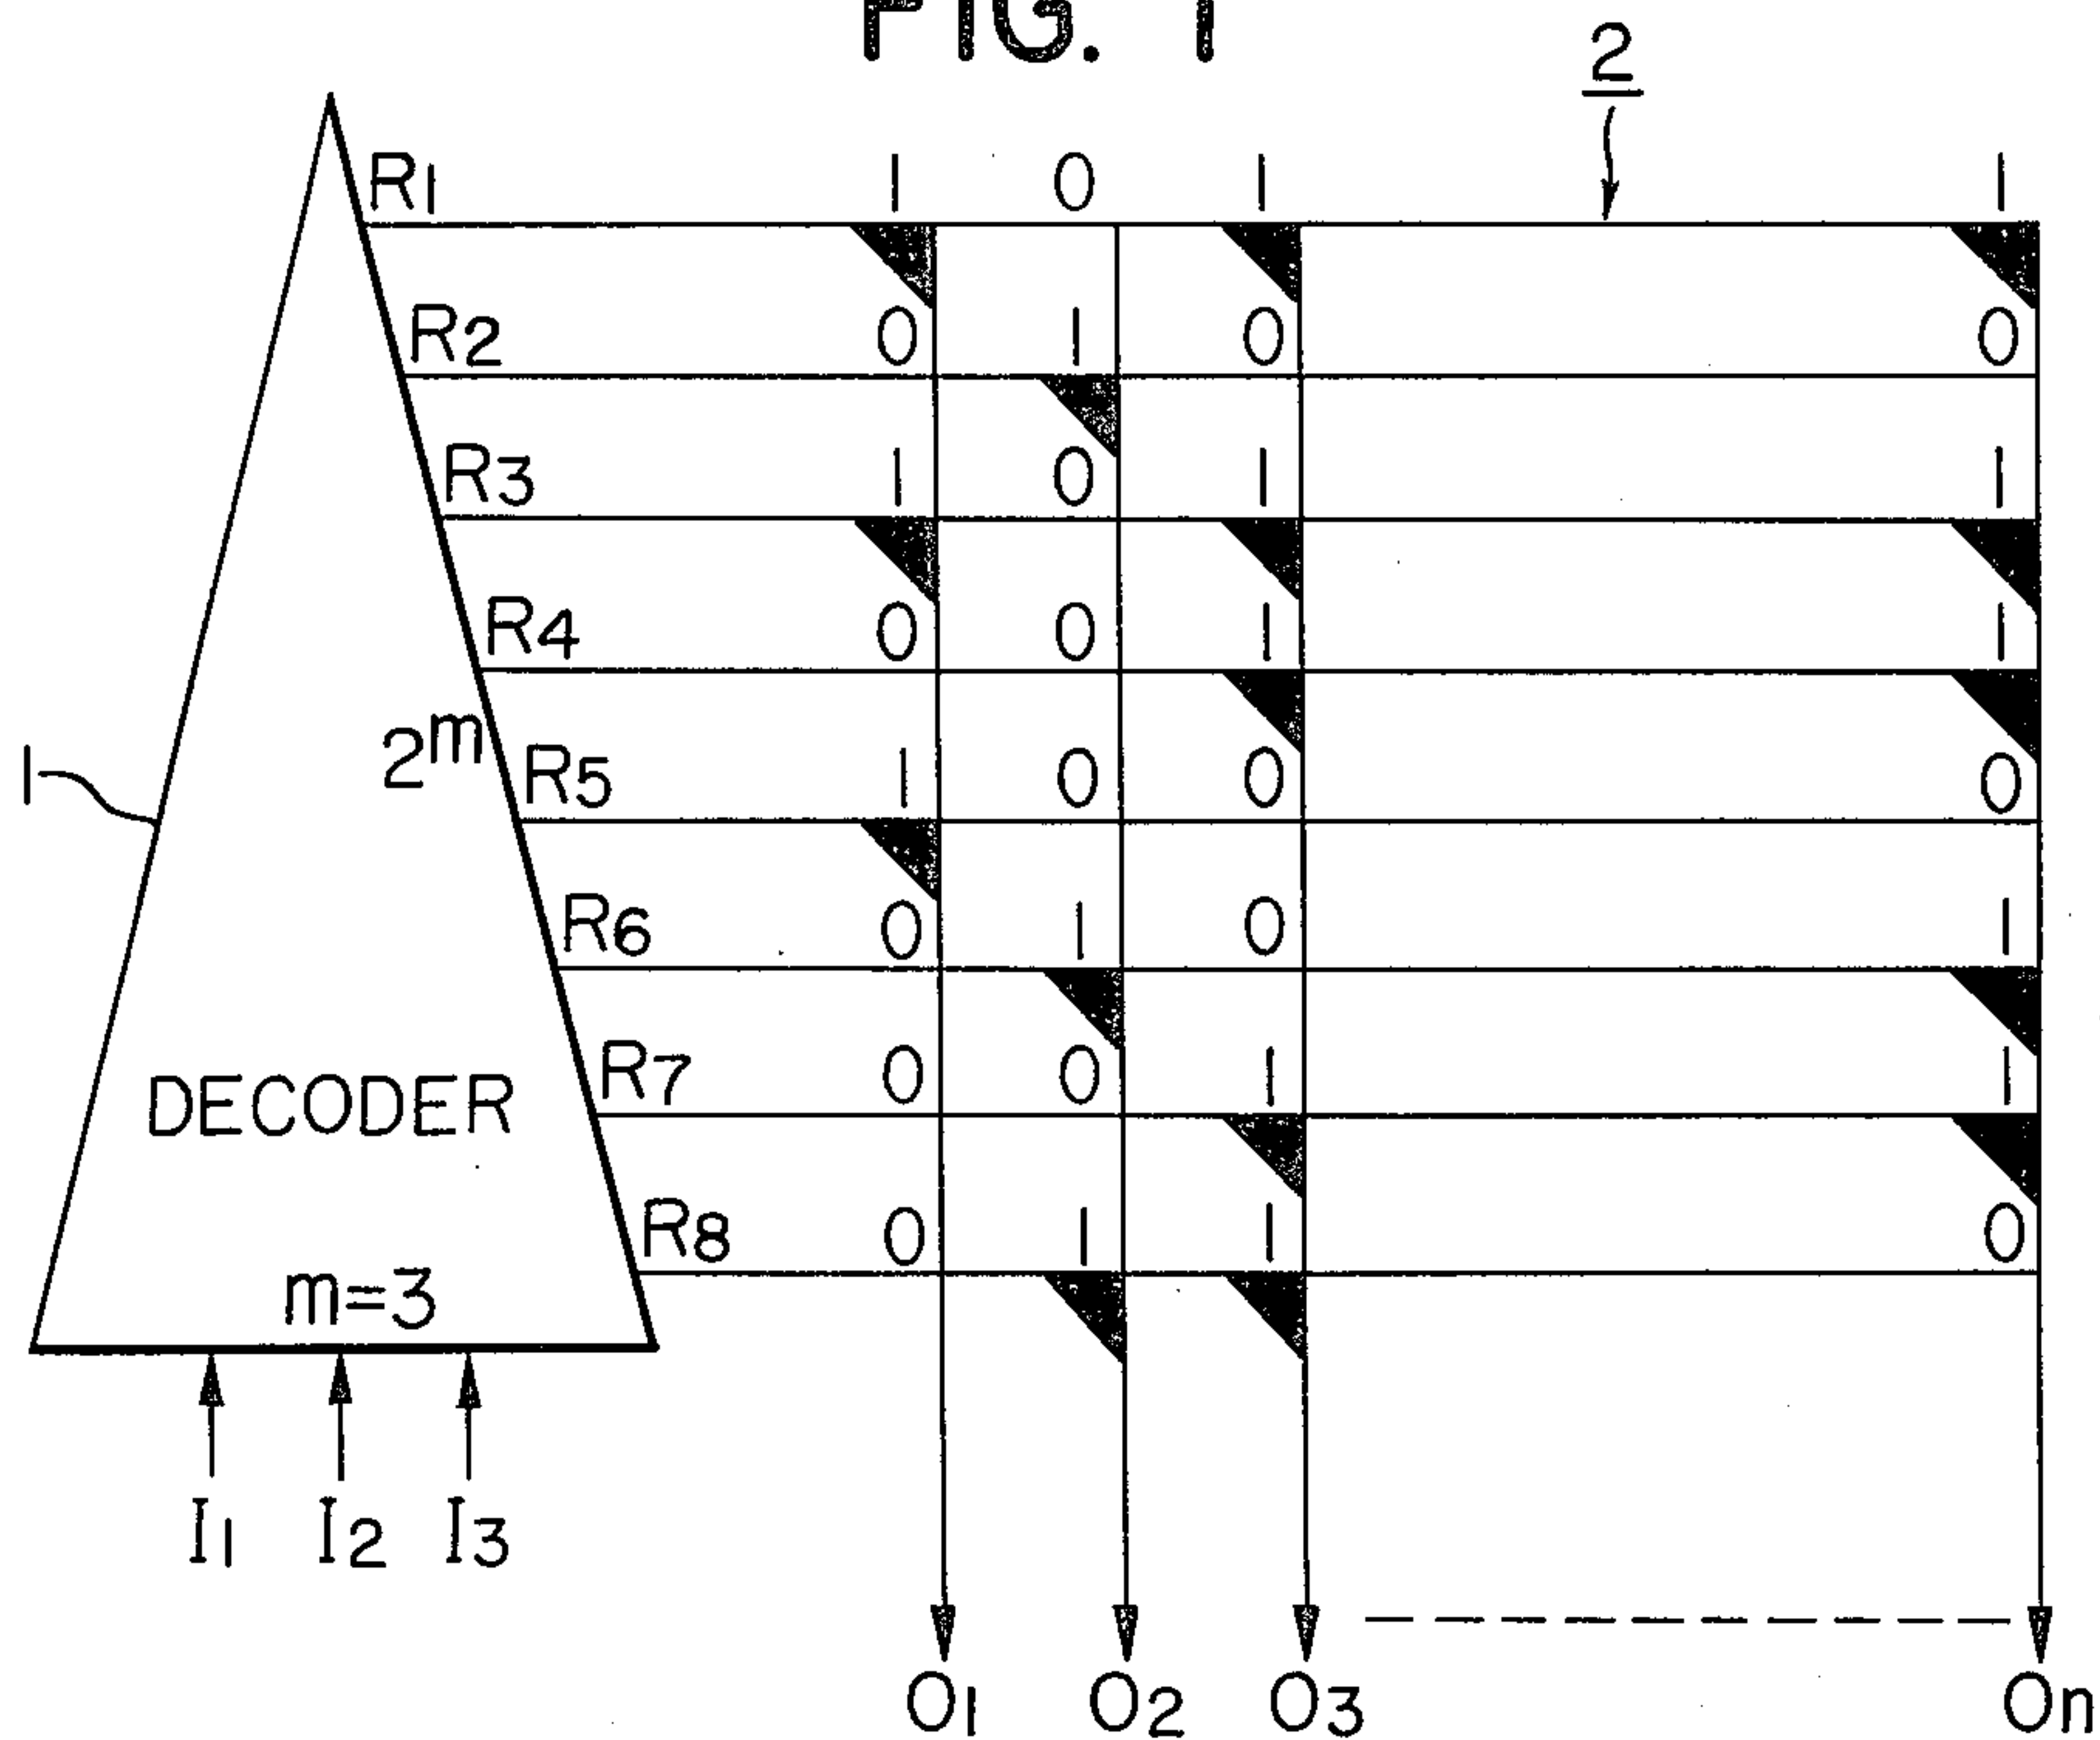 FIG. 1
2
R1 1 0 1 1
R2 0 1 0 0
R3 1 0 1 1
R4 0 0 1 1
2^m
1
R5 1 0 0 0
R6 0 1 0 1
R7 0 0 1 1
DECODER
R8 0 1 1 0
m=3
I1 I2 I3
O1 O2 O3 On